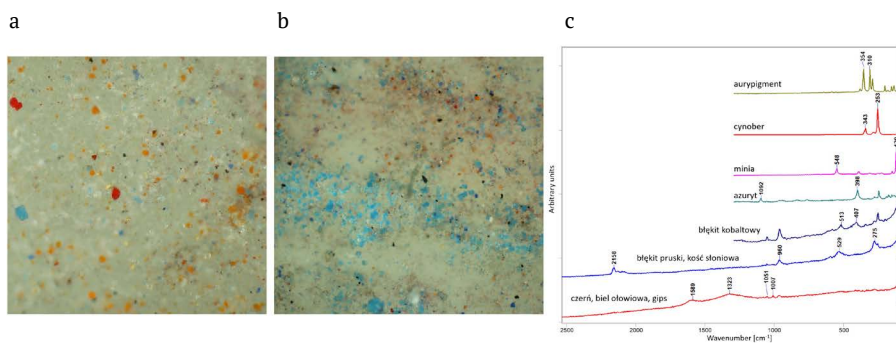 a
b
c
354
310
aurypigment
253
343
cynober
548
minia
1092
398
azuryt
513
407
błękit kobaltowy
2150
960
529
275
błękit pruski, kość słoniowa
1589
1323
1051
1007
czerń, biel ołowiowa, gips
Arbitrary units
2500
2000
1500
1000
500
Wavenumber [cm⁻¹]